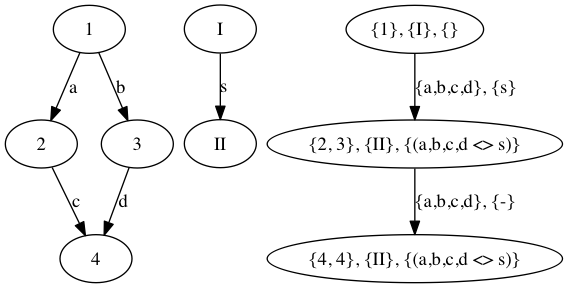 1
I
{1}, {I}, {}
a
b
s
{a,b,c,d}, {s}
2
3
II
{2, 3}, {II}, {(a,b,c,d <> s)}
c
d
{a,b,c,d}, {-}
4
{4, 4}, {II}, {(a,b,c,d <> s)}